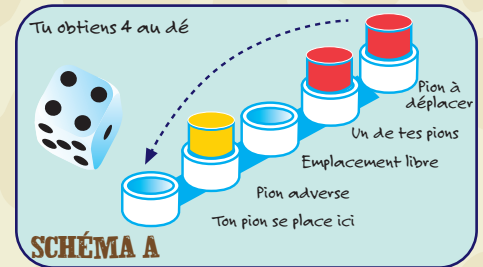 Tu obtiens 4 au dé
Pion à
déplacer
Un de tes pions
Emplacement libre
Pion adverse
Ton pion se place ici
SCHÉMA A